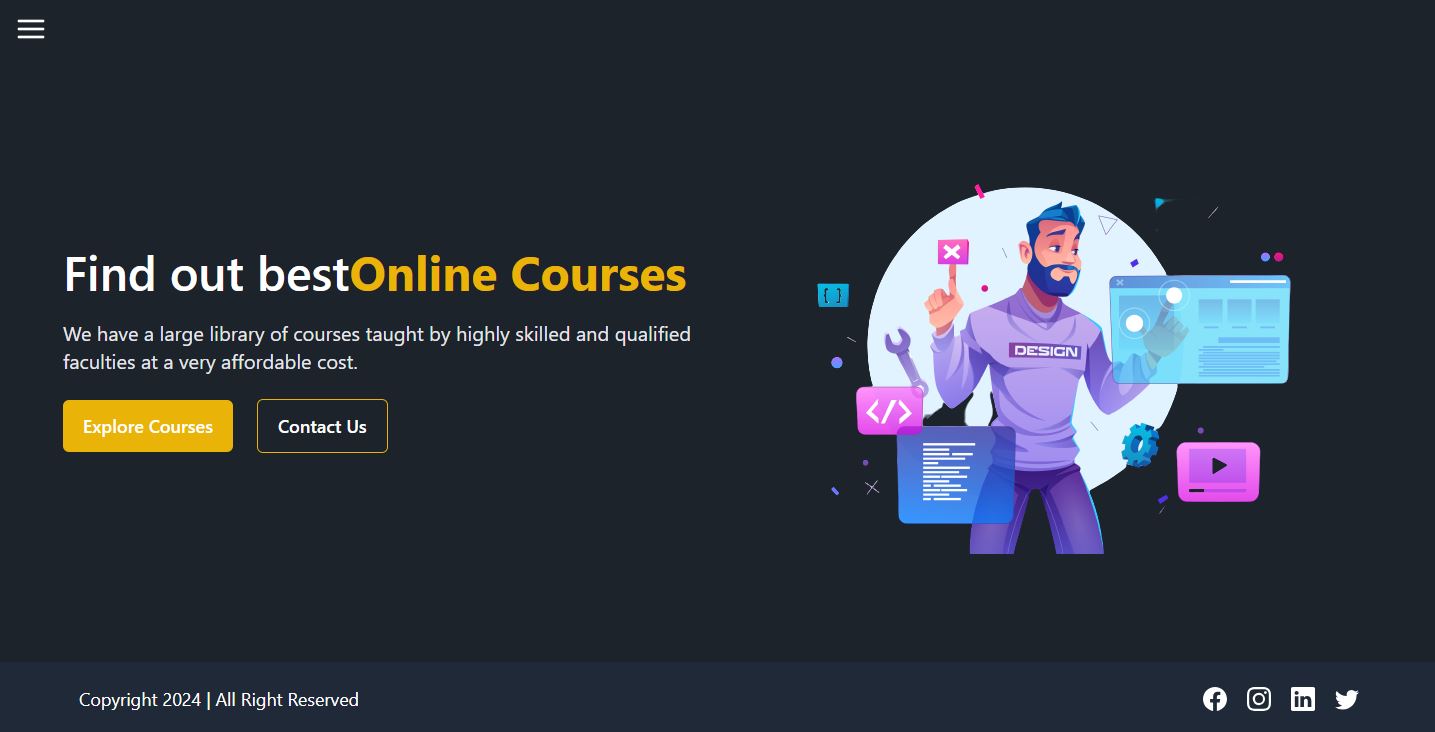 Find out bestOnline Courses
We have a large library of courses taught by highly skilled and qualified
faculties at a very affordable cost.
Explore Courses
Contact Us
[ ]
DESIGN
</>
Copyright 2024 | All Right Reserved